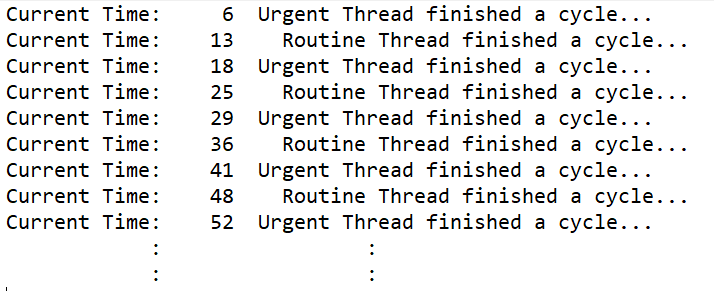 Current Time:    6  Urgent Thread finished a cycle...
Current Time:   13    Routine Thread finished a cycle...
Current Time:   18  Urgent Thread finished a cycle...
Current Time:   25    Routine Thread finished a cycle...
Current Time:   29  Urgent Thread finished a cycle...
Current Time:   36    Routine Thread finished a cycle...
Current Time:   41  Urgent Thread finished a cycle...
Current Time:   48    Routine Thread finished a cycle...
Current Time:   52  Urgent Thread finished a cycle...
            :                 :
            :                 :